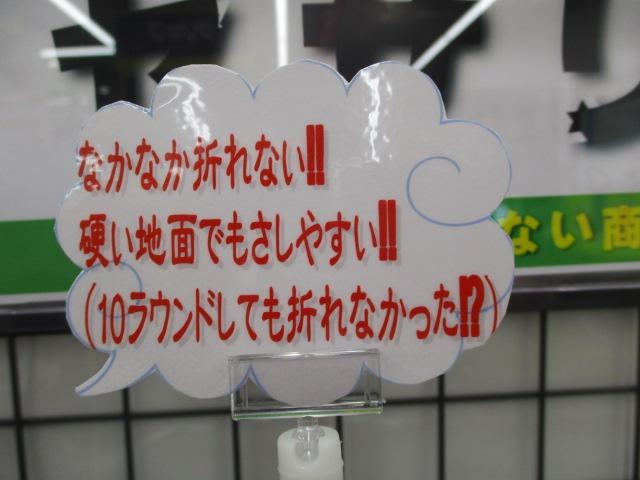 なかなか折れない!!
硬い地面でもさしやすい!!
(10ラウンドしても折れなかった!?)
ない商